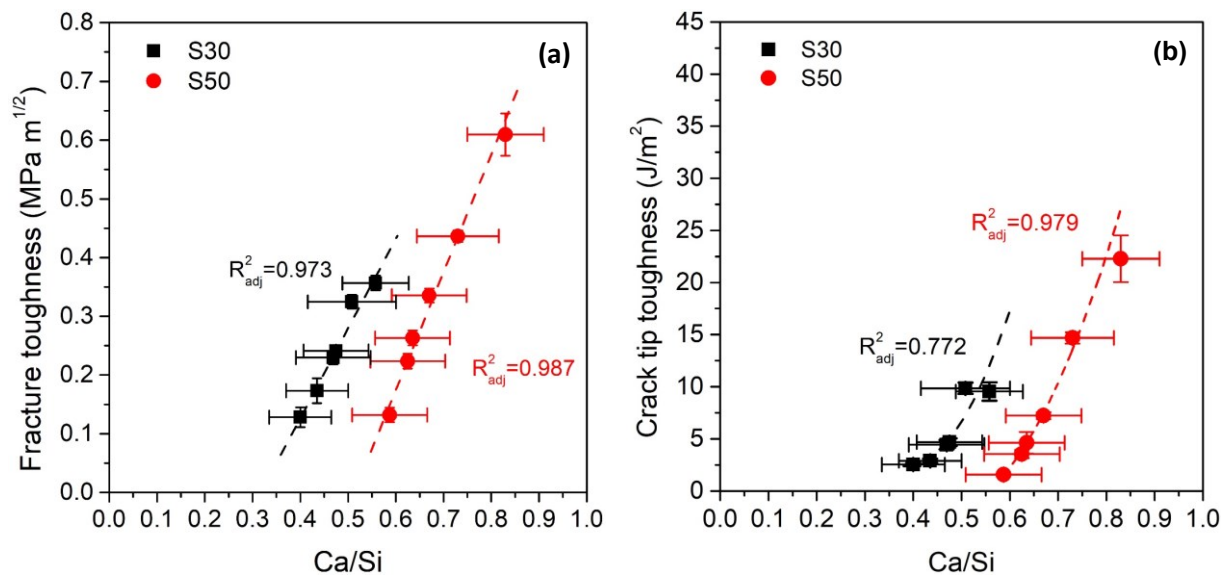 (a)
S30
S50
Fracture toughness (MPa m^1/2)
0.8
0.7
0.6
0.5
0.4
0.3
0.2
0.1
0.0
R²adj=0.973
R²adj=0.987
0.0 0.1 0.2 0.3 0.4 0.5 0.6 0.7 0.8 0.9 1.0
Ca/Si
(b)
S30
S50
Crack tip toughness (J/m²)
45
40
35
30
25
20
15
10
5
0
R²adj=0.979
R²adj=0.772
0.0 0.1 0.2 0.3 0.4 0.5 0.6 0.7 0.8 0.9 1.0
Ca/Si